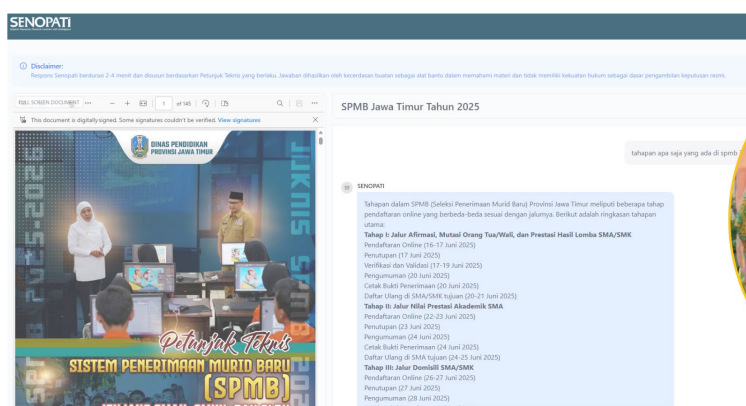 SENOPATI
Disclaimer:
Respons Senopati berdurasi 2-4 menit dan disusun berdasarkan Petunjuk Teknis yang berlaku. Jawaban dihasilkan oleh kecerdasan buatan sebagai alat bantu dalam memahami materi dan tidak memiliki kekuatan hukum sebagai dasar pengambilan keputusan resmi.
FULL SCREEN DOCUMENT
1 of 145
This document is digitally signed. Some signatures couldn't be verified. View signatures
DINAS PENDIDIKAN
PROVINSI JAWA TIMUR
2025-2026
JUKNIS SPMB
Petunjuk Teknis
SISTEM PENERIMAAN MURID BARU
(SPMB)
SPMB Jawa Timur Tahun 2025
tahapan apa saja yang ada di spmb
SENOPATI
Tahapan dalam SPMB (Seleksi Penerimaan Murid Baru) Provinsi Jawa Timur meliputi beberapa tahap
pendaftaran online yang berbeda-beda sesuai dengan jalurnya. Berikut adalah ringkasan tahapan
utama:
Tahap I: Jalur Afirmasi, Mutasi Orang Tua/Wali, dan Prestasi Hasil Lomba SMA/SMK
Pendaftaran Online (16-17 Juni 2025)
Penutupan (17 Juni 2025)
Verifikasi dan Validasi (17-19 Juni 2025)
Pengumuman (20 Juni 2025)
Cetak Bukti Penerimaan (20 Juni 2025)
Daftar Ulang di SMA/SMK tujuan (20-21 Juni 2025)
Tahap II: Jalur Nilai Prestasi Akademik SMA
Pendaftaran Online (22-23 Juni 2025)
Penutupan (23 Juni 2025)
Pengumuman (24 Juni 2025)
Cetak Bukti Penerimaan (24 Juni 2025)
Daftar Ulang di SMA tujuan (24-25 Juni 2025)
Tahap III: Jalur Domisili SMA/SMK
Pendaftaran Online (26-27 Juni 2025)
Penutupan (27 Juni 2025)
Pengumuman (28 Juni 2025)